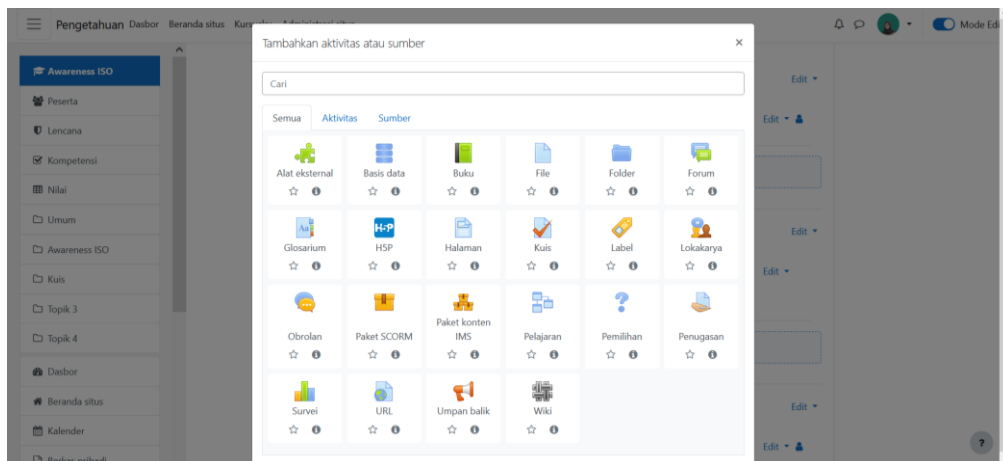 Pengetahuan Dasbor Beranda situs
Mode Edi
Tambahkan aktivitas atau sumber ×
Cari
Semua Aktivitas Sumber
Alat eksternal Basis data Buku File Folder Forum
Glosarium H5P Halaman Kuis Label Lokakarya
Obrolan Paket SCORM Paket konten IMS Pelajaran Pemilihan Penugasan
Survei URL Umpan balik Wiki
Awareness ISO
Peserta
Lencana
Kompetensi
Nilai
Umum
Awareness ISO
Kuis
Topik 3
Topik 4
Dasbor
Beranda situs
Kalender
Edit
Edit
Edit
Edit
Edit
Edit
?